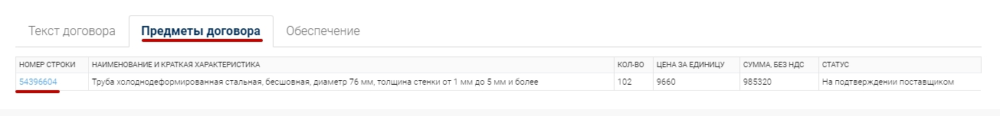 Текст договора Предметы договора Обеспечение
НОМЕР СТРОКИ НАИМЕНОВАНИЕ И КРАТКАЯ ХАРАКТЕРИСТИКА КОЛ-ВО ЦЕНА ЗА ЕДИНИЦУ СУММА, БЕЗ НДС СТАТУС
54396604 Труба холоднодеформированная стальная, бесшовная, диаметр 76 мм, толщина стенки от 1 мм до 5 мм и более 102 9660 985320 На подтверждении поставщиком